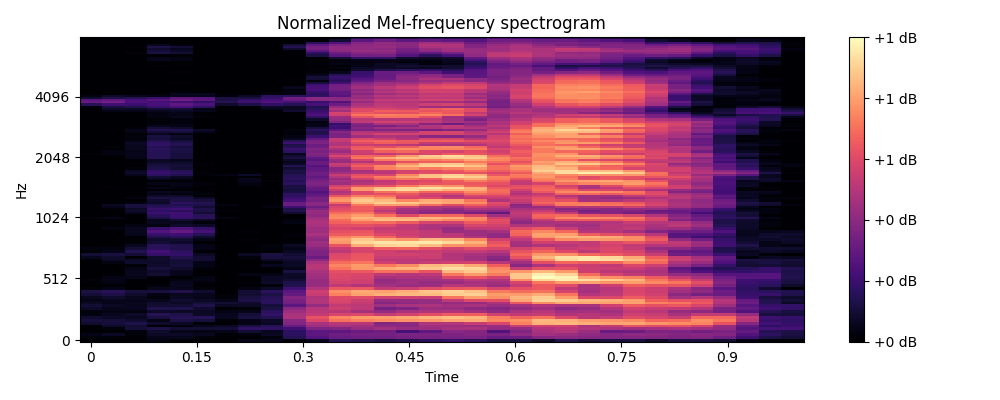 Normalized Mel-frequency spectrogram
+1 dB
4096
+1 dB
2048
+1 dB
Hz
1024
+0 dB
512
+0 dB
0
+0 dB
0 0.15 0.3 0.45 0.6 0.75 0.9
Time